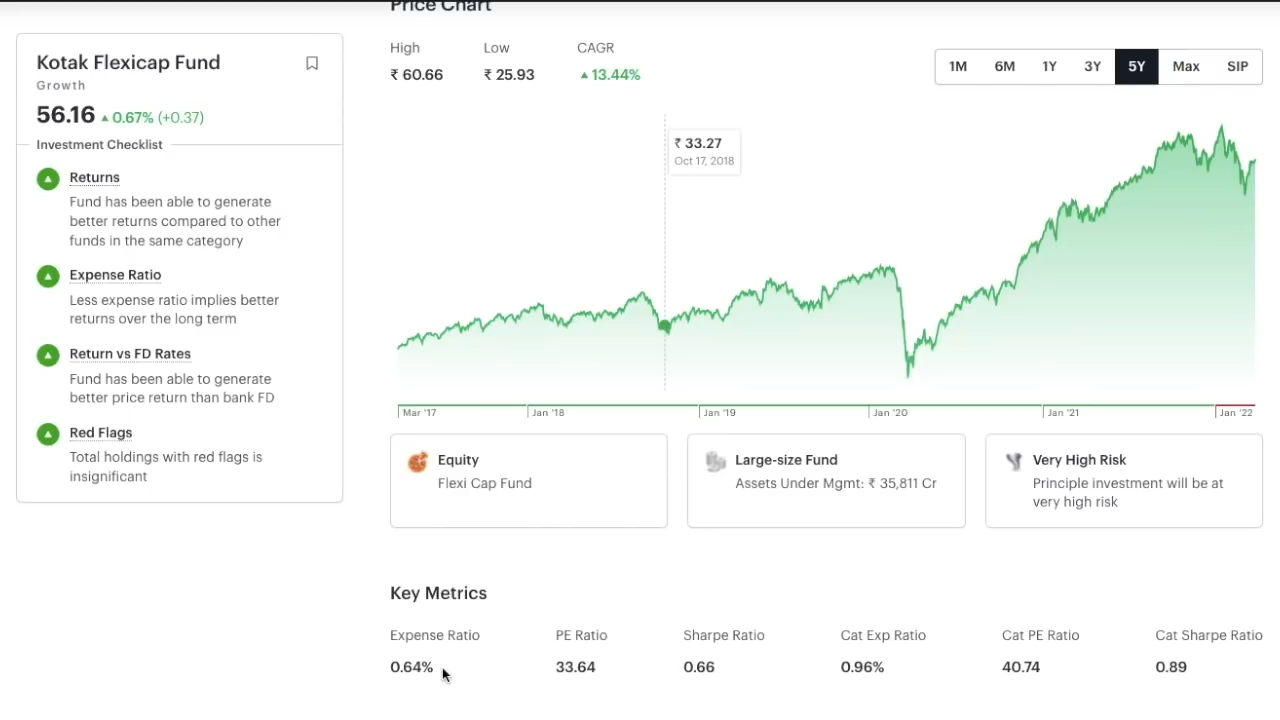 Price Chart
Kotak Flexicap Fund
Growth
56.16 ▲ 0.67% (+0.37)
Investment Checklist
Returns
Fund has been able to generate
better returns compared to other
funds in the same category
Expense Ratio
Less expense ratio implies better
returns over the long term
Return vs FD Rates
Fund has been able to generate
better price return than bank FD
Red Flags
Total holdings with red flags is
insignificant
High Low CAGR
₹ 60.66 ₹ 25.93 ▲ 13.44%
1M 6M 1Y 3Y 5Y Max SIP
₹ 33.27
Oct 17, 2018
Mar '17 Jan '18 Jan '19 Jan '20 Jan '21 Jan '22
Equity
Flexi Cap Fund
Large-size Fund
Assets Under Mgmt: ₹ 35,811 Cr
Very High Risk
Principle investment will be at
very high risk
Key Metrics
Expense Ratio PE Ratio Sharpe Ratio Cat Exp Ratio Cat PE Ratio Cat Sharpe Ratio
0.64% 33.64 0.66 0.96% 40.74 0.89